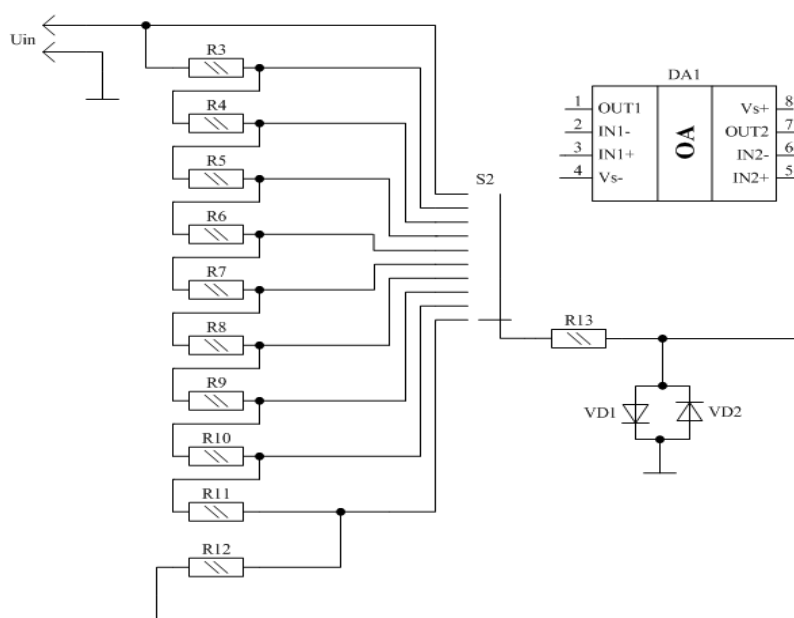 Uin
R3
R4
R5
R6
R7
R8
R9
R10
R11
R12
S2
R13
VD1
VD2
DA1
1 OUT1
2 IN1-
3 IN1+
4 Vs-
OA
Vs+ 8
OUT2 7
IN2- 6
IN2+ 5